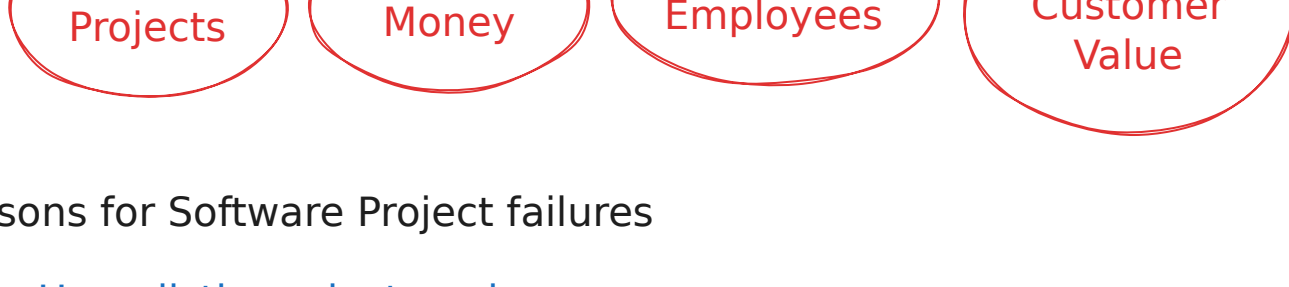 Projects
Money
Employees
Customer
Value
sons for Software Project failures